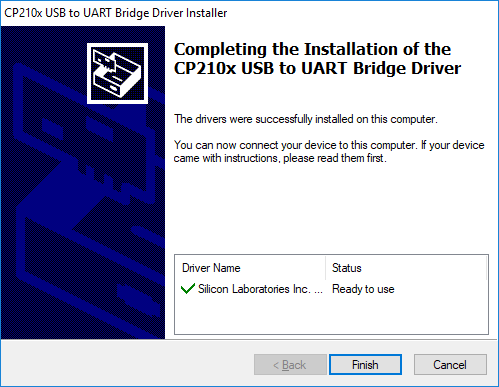 CP210x USB to UART Bridge Driver Installer
Completing the Installation of the
CP210x USB to UART Bridge Driver
The drivers were successfully installed on this computer.
You can now connect your device to this computer. If your device
came with instructions, please read them first.
Driver Name Status
Silicon Laboratories Inc. ... Ready to use
< Back Finish Cancel